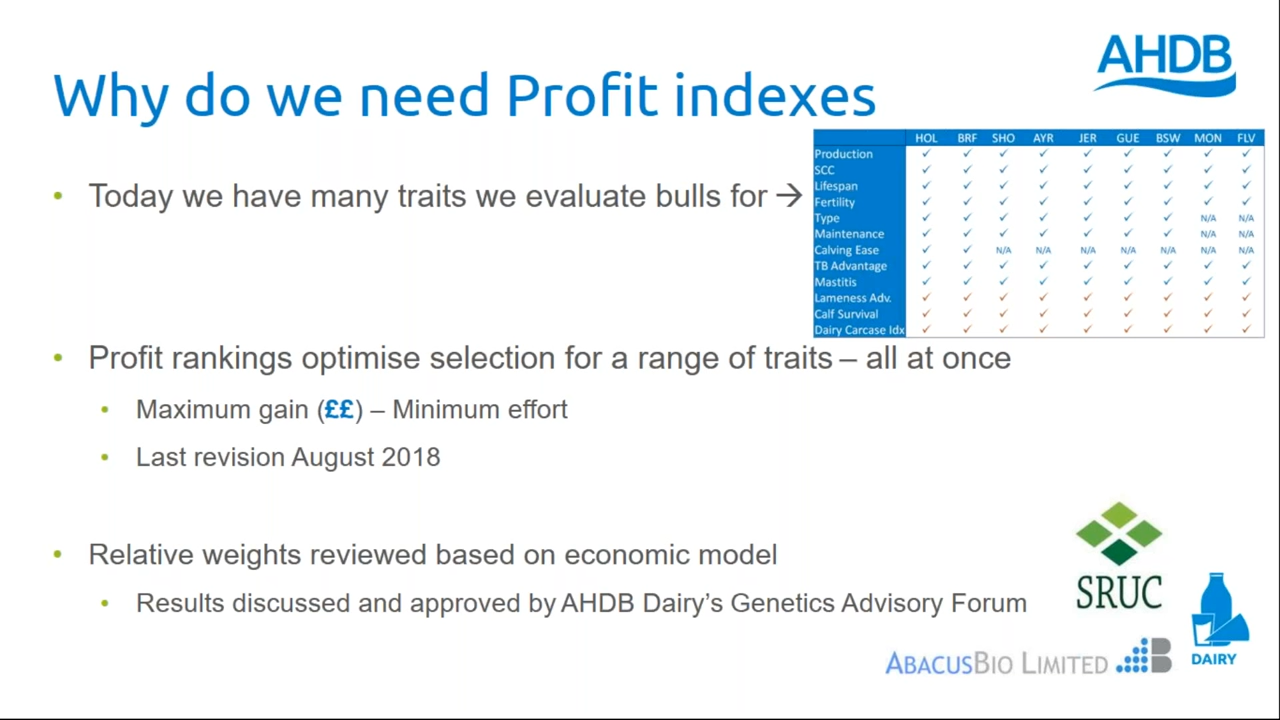 AHDB
Why do we need Profit indexes
HOL BRF SHO AYR JER GUE BSW MON FLV
Production ✓ ✓ ✓ ✓ ✓ ✓ ✓ ✓ ✓
SCC ✓ ✓ ✓ ✓ ✓ ✓ ✓ ✓ ✓
Lifespan ✓ ✓ ✓ ✓ ✓ ✓ ✓ ✓ ✓
Fertility ✓ ✓ ✓ ✓ ✓ ✓ ✓ ✓ ✓
Type ✓ ✓ ✓ ✓ ✓ ✓ ✓ N/A N/A
Maintenance ✓ ✓ ✓ ✓ ✓ ✓ ✓ N/A N/A
Calving Ease ✓ ✓ N/A N/A N/A N/A N/A N/A N/A
TB Advantage ✓ ✓ ✓ ✓ ✓ ✓ ✓ ✓ ✓
Mastitis ✓ ✓ ✓ ✓ ✓ ✓ ✓ ✓ ✓
Lameness Adv. ✓ ✓ ✓ ✓ ✓ ✓ ✓ ✓ ✓
Calf Survival ✓ ✓ ✓ ✓ ✓ ✓ ✓ ✓ ✓
Dairy Carcase Idx ✓ ✓ ✓ ✓ ✓ ✓ ✓ ✓ ✓
• Today we have many traits we evaluate bulls for →
• Profit rankings optimise selection for a range of traits – all at once
• Maximum gain (££) – Minimum effort
• Last revision August 2018
• Relative weights reviewed based on economic model
• Results discussed and approved by AHDB Dairy's Genetics Advisory Forum
SRUC
ABACUSBIO LIMITED
DAIRY